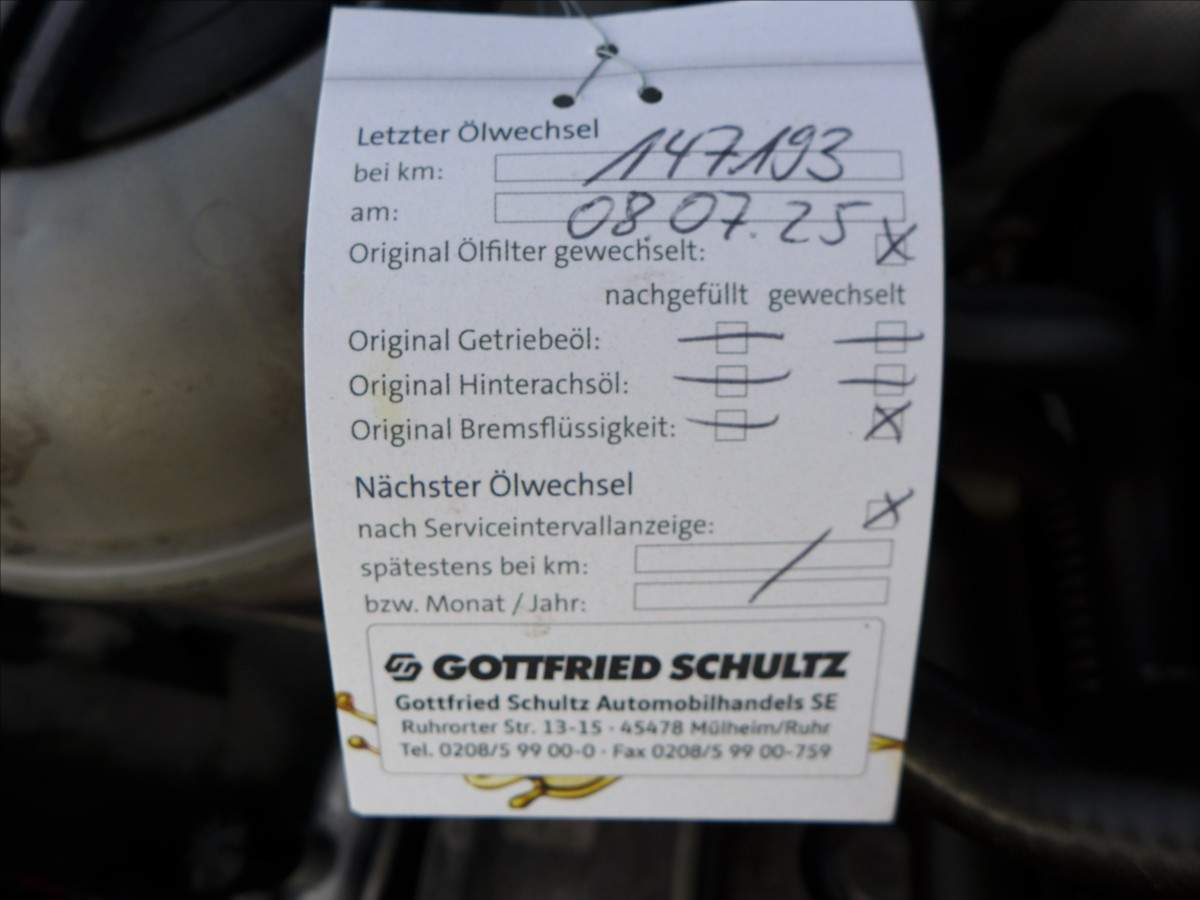 Letzter Ölwechsel
bei km: 147.193
am: 08.07.25
Original Ölfilter gewechselt: X
nachgefüllt gewechselt
Original Getriebeöl:
Original Hinterachsöl:
Original Bremsflüssigkeit: X
Nächster Ölwechsel
nach Serviceintervallanzeige: X
spätestens bei km:
bzw. Monat / Jahr:
GOTTFRIED SCHULTZ
Gottfried Schultz Automobilhandels SE
Ruhrorter Str. 13-15 · 45478 Mülheim/Ruhr
Tel. 0208/5 99 00-0 · Fax 0208/5 99 00-759